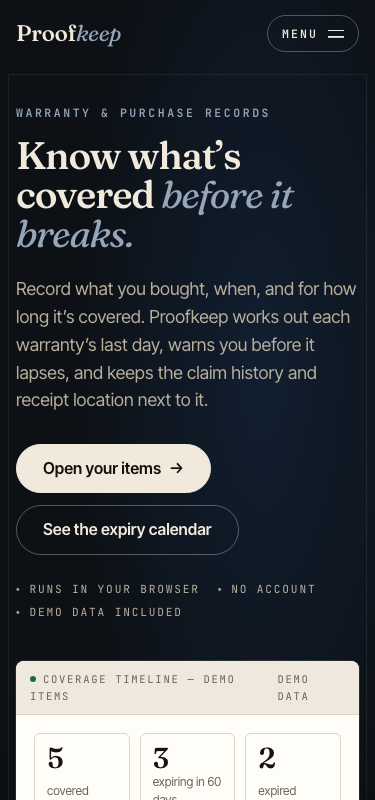 Proofkeep
MENU
WARRANTY & PURCHASE RECORDS
Know what’s
covered before it
breaks.
Record what you bought, when, and for how
long it’s covered. Proofkeep works out each
warranty’s last day, warns you before it
lapses, and keeps the claim history and
receipt location next to it.
Open your items →
See the expiry calendar
RUNS IN YOUR BROWSER
NO ACCOUNT
DEMO DATA INCLUDED
COVERAGE TIMELINE — DEMO
ITEMS
DEMO
DATA
5
covered
3
expiring in 60
days
2
expired